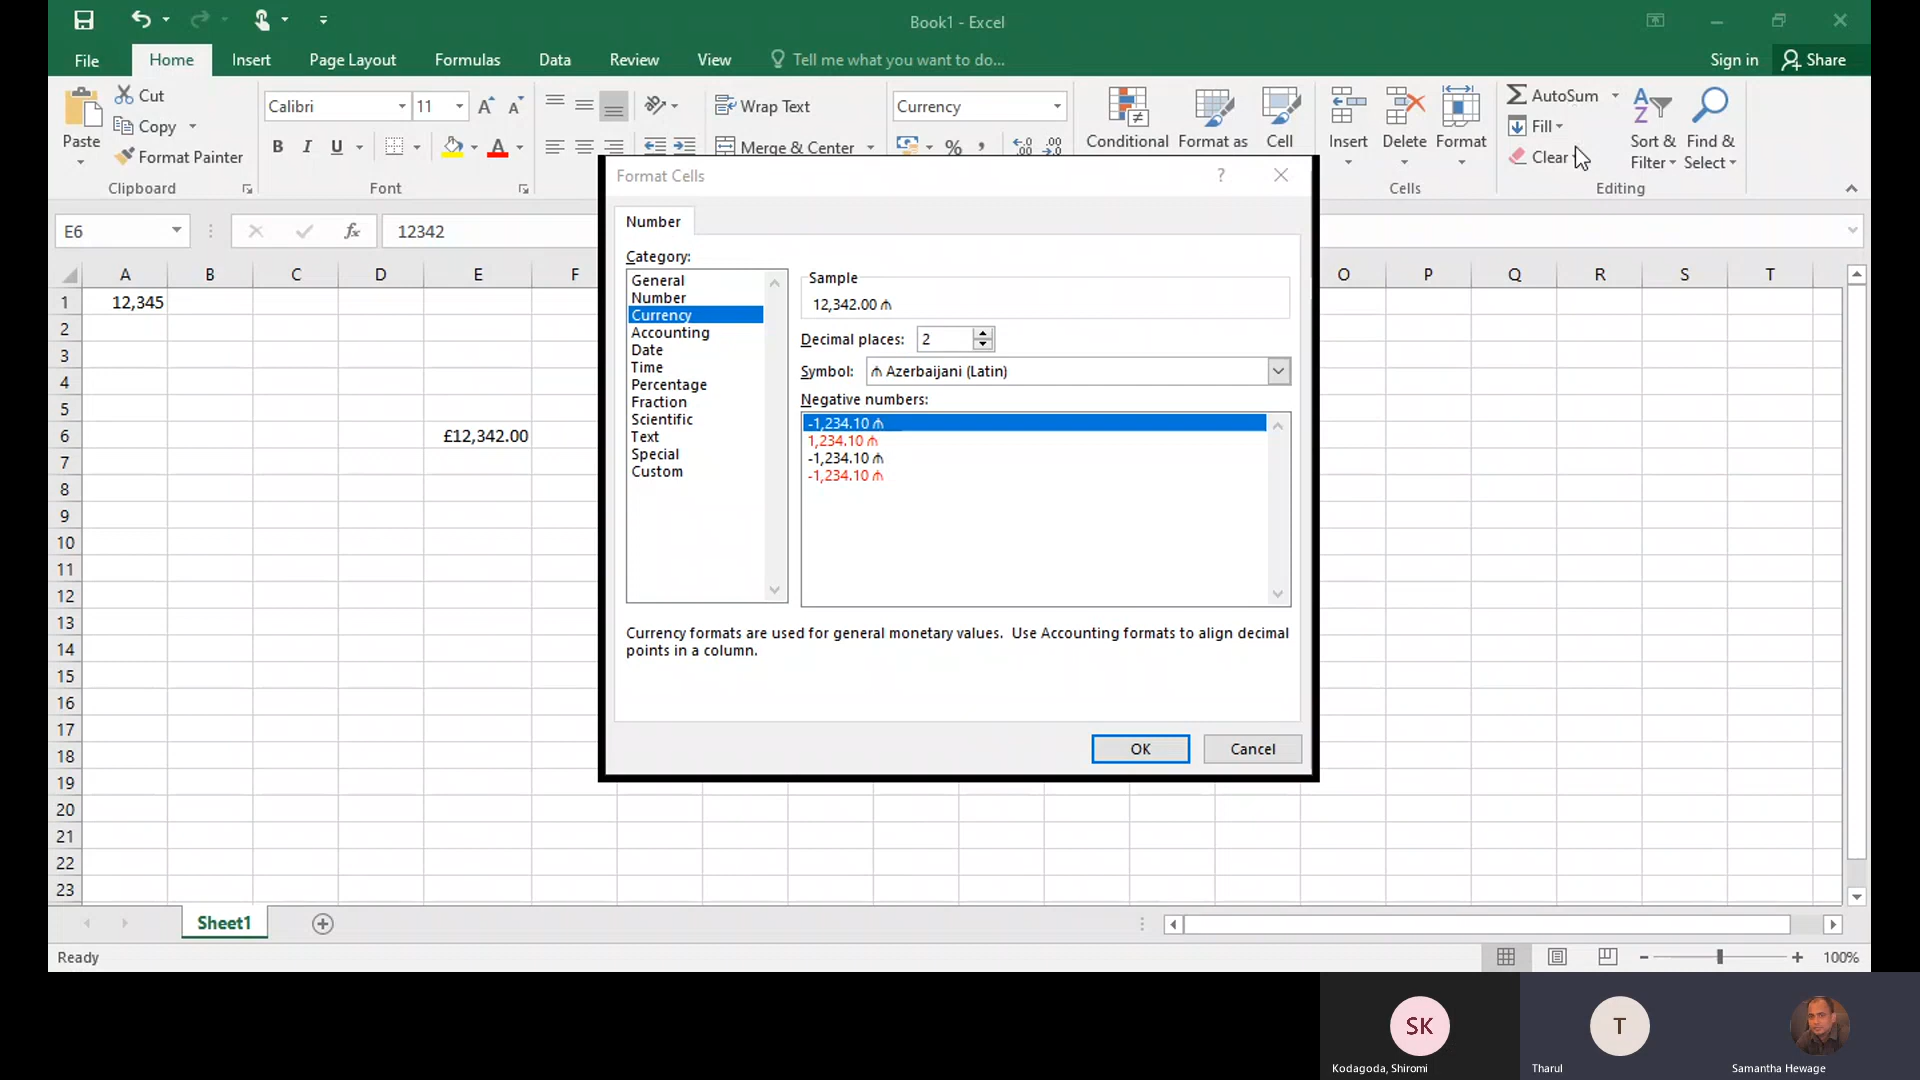 Book1 - Excel
File Home Insert Page Layout Formulas Data Review View Tell me what you want to do... Sign in Share
Paste
Cut
Copy
Format Painter
Clipboard
Calibri 11 A A
B I U A
Font
Wrap Text
Merge & Center
Currency
% ,
Conditional Format as Cell
Insert Delete Format
Cells
AutoSum
Fill
Clear
Sort & Filter
Find & Select
Editing
E6 fx 12342
A B C D E F O P Q R S T
1 12,345
2
3
4
5
6 £12,342.00
7
8
9
10
11
12
13
14
15
16
17
18
19
20
21
22
23
Format Cells ?
Number
Category:
General
Number
Currency
Accounting
Date
Time
Percentage
Fraction
Scientific
Text
Special
Custom
Sample
12,342.00 ₼
Decimal places: 2
Symbol: ₼ Azerbaijani (Latin)
Negative numbers:
-1,234.10 ₼
1,234.10 ₼
-1,234.10 ₼
-1,234.10 ₼
Currency formats are used for general monetary values.  Use Accounting formats to align decimal
points in a column.
OK Cancel
Sheet1
Ready 100%
SK T
Kodagoda, Shiromi Tharul Samantha Hewage